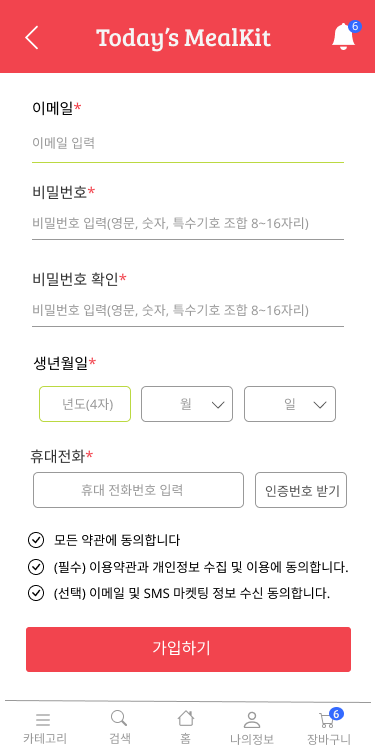 Today's MealKit
6
이메일*
이메일 입력
비밀번호*
비밀번호 입력(영문, 숫자, 특수기호 조합 8~16자리)
비밀번호 확인*
비밀번호 입력(영문, 숫자, 특수기호 조합 8~16자리)
생년월일*
년도(4자) 월 일
휴대전화*
휴대 전화번호 입력 인증번호 받기
모든 약관에 동의합니다
(필수) 이용약관과 개인정보 수집 및 이용에 동의합니다.
(선택) 이메일 및 SMS 마케팅 정보 수신 동의합니다.
가입하기
6
카테고리 검색 홈 나의정보 장바구니